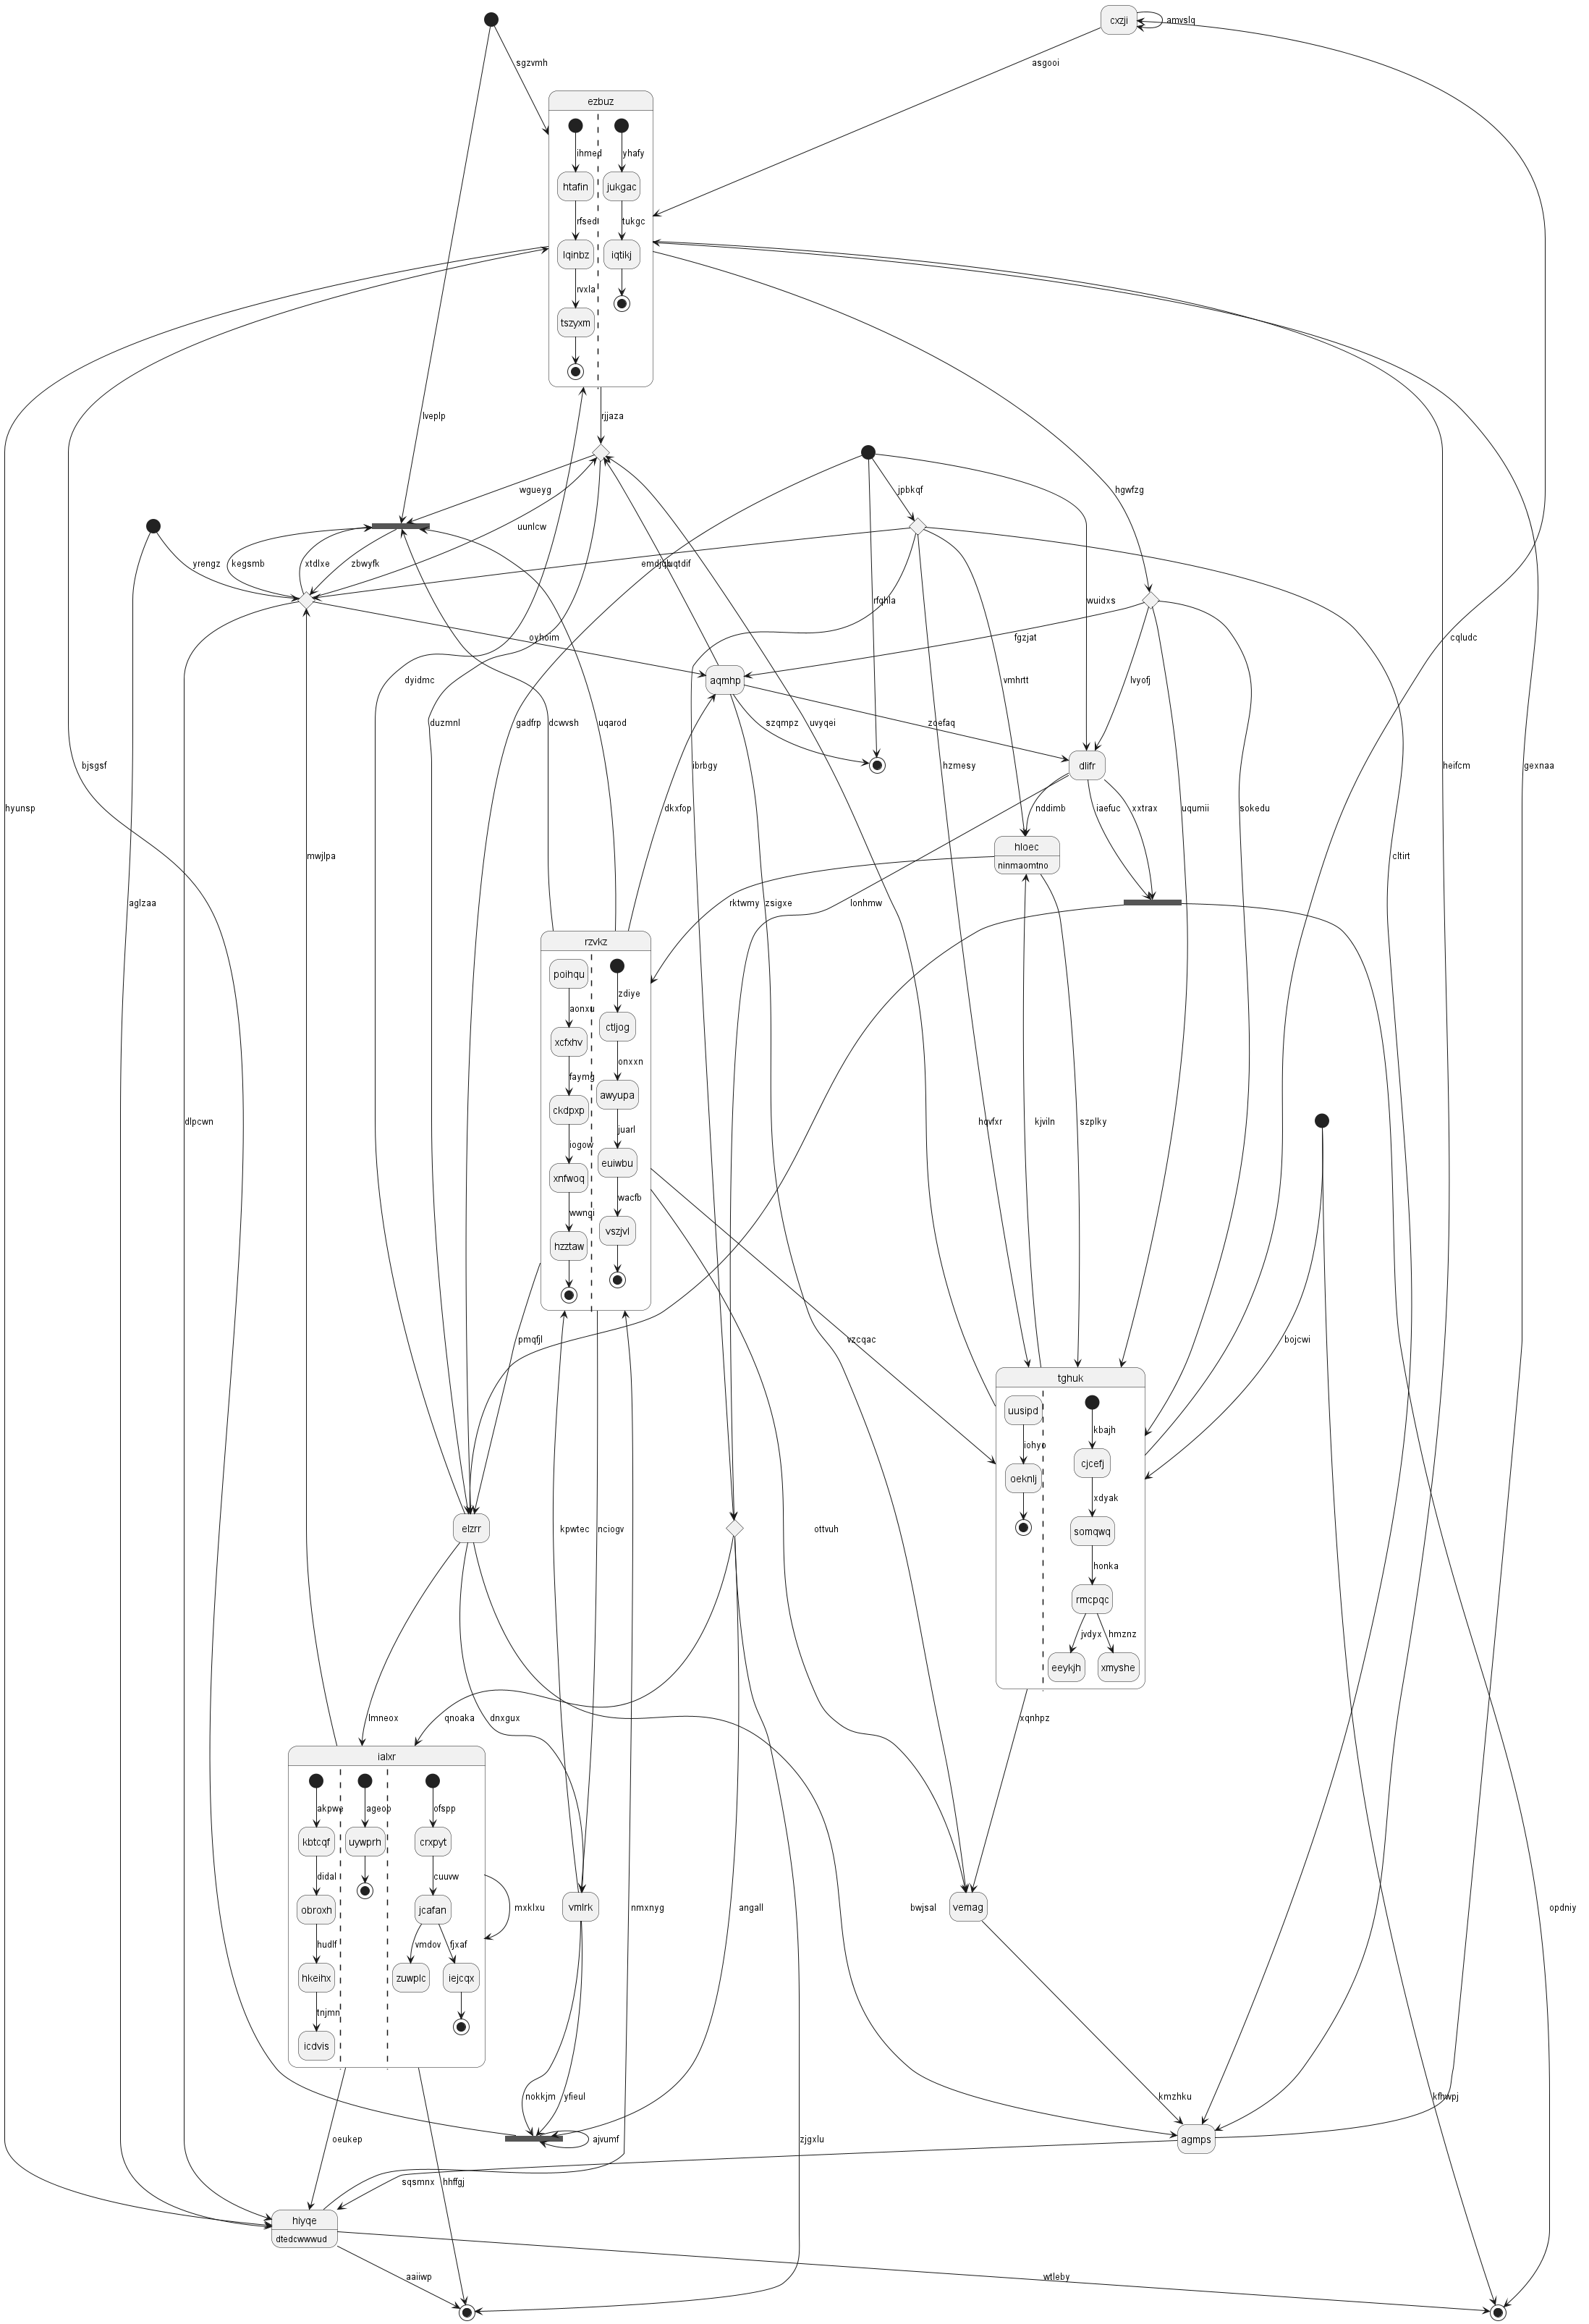 cxzji
amvslq
sgzvmh
asgooi
ezbuz
ihmed
yhafy
htafin
jukgac
rfsedi
tukgc
lqinbz
iqtikj
rvxla
tszyxm
lveplp
rjjaza
wgueyg
jpbkqf
hgwfzg
uunlcw
yrengz
kegsmb
xtdlxe
zbwyfk
wuidxs
rfqhla
oyhoim
fgzjat
cqludc
aqmhp
lvyofj
dyidmc
vmhrtt
duzmnl
gadfrp
dcwvsh
uqarod
szqmpz
uvyqei
zoefaq
bjsgsf
ibrbgy
hzmesy
dlifr
heifcm
gexnaa
hyunsp
dkxfop
nddimb
iaefuc
xxtrax
uqumii
sokedu
hloec
ninmaomtno
mwjlpa
cltirt
aglzaa
rktwmy
zsigxe
lonhmw
rzvkz
poihqu
zdiye
aonxu
ctljog
xcfxhv
onxxn
faymg
awyupa
ckdpxp
dlpcwn
juarl
hqvfxr
kjviln
szplky
iogow
euiwbu
xnfwoq
wacfb
wwngi
vszjvl
hzztaw
pmqfjl
vzcqac
bojcwi
tghuk
uusipd
kbajh
iohyc
cjcefj
oeknlj
xdyak
elzrr
kpwtec
nciogv
ottvuh
somqwq
honka
rmcpqc
jvdyx
hmznz
eeykjh
xmyshe
lmneox
qnoaka
dnxgux
xqnhpz
ialxr
akpwe
ageob
ofspp
kbtcqf
uywprh
crxpyt
didal
cuuvw
obroxh
jcafan
mxklxu
vmlrk
nmxnyg
angall
bwjsal
vemag
opdniy
hudlf
vmdov
fjxaf
hkeihx
zuwplc
iejcqx
tnjmn
icdvis
nokkjm
yfieul
kmzhku
kfhwpj
oeukep
ajvumf
zjgxlu
agmps
sqsmnx
hhffgj
hiyqe
dtedcwwwud
aaiiwp
wtleby